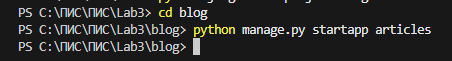 PS C:\ПИС\ПИС\Lab3> cd blog
PS C:\ПИС\ПИС\Lab3\blog> python manage.py startapp articles
PS C:\ПИС\ПИС\Lab3\blog>